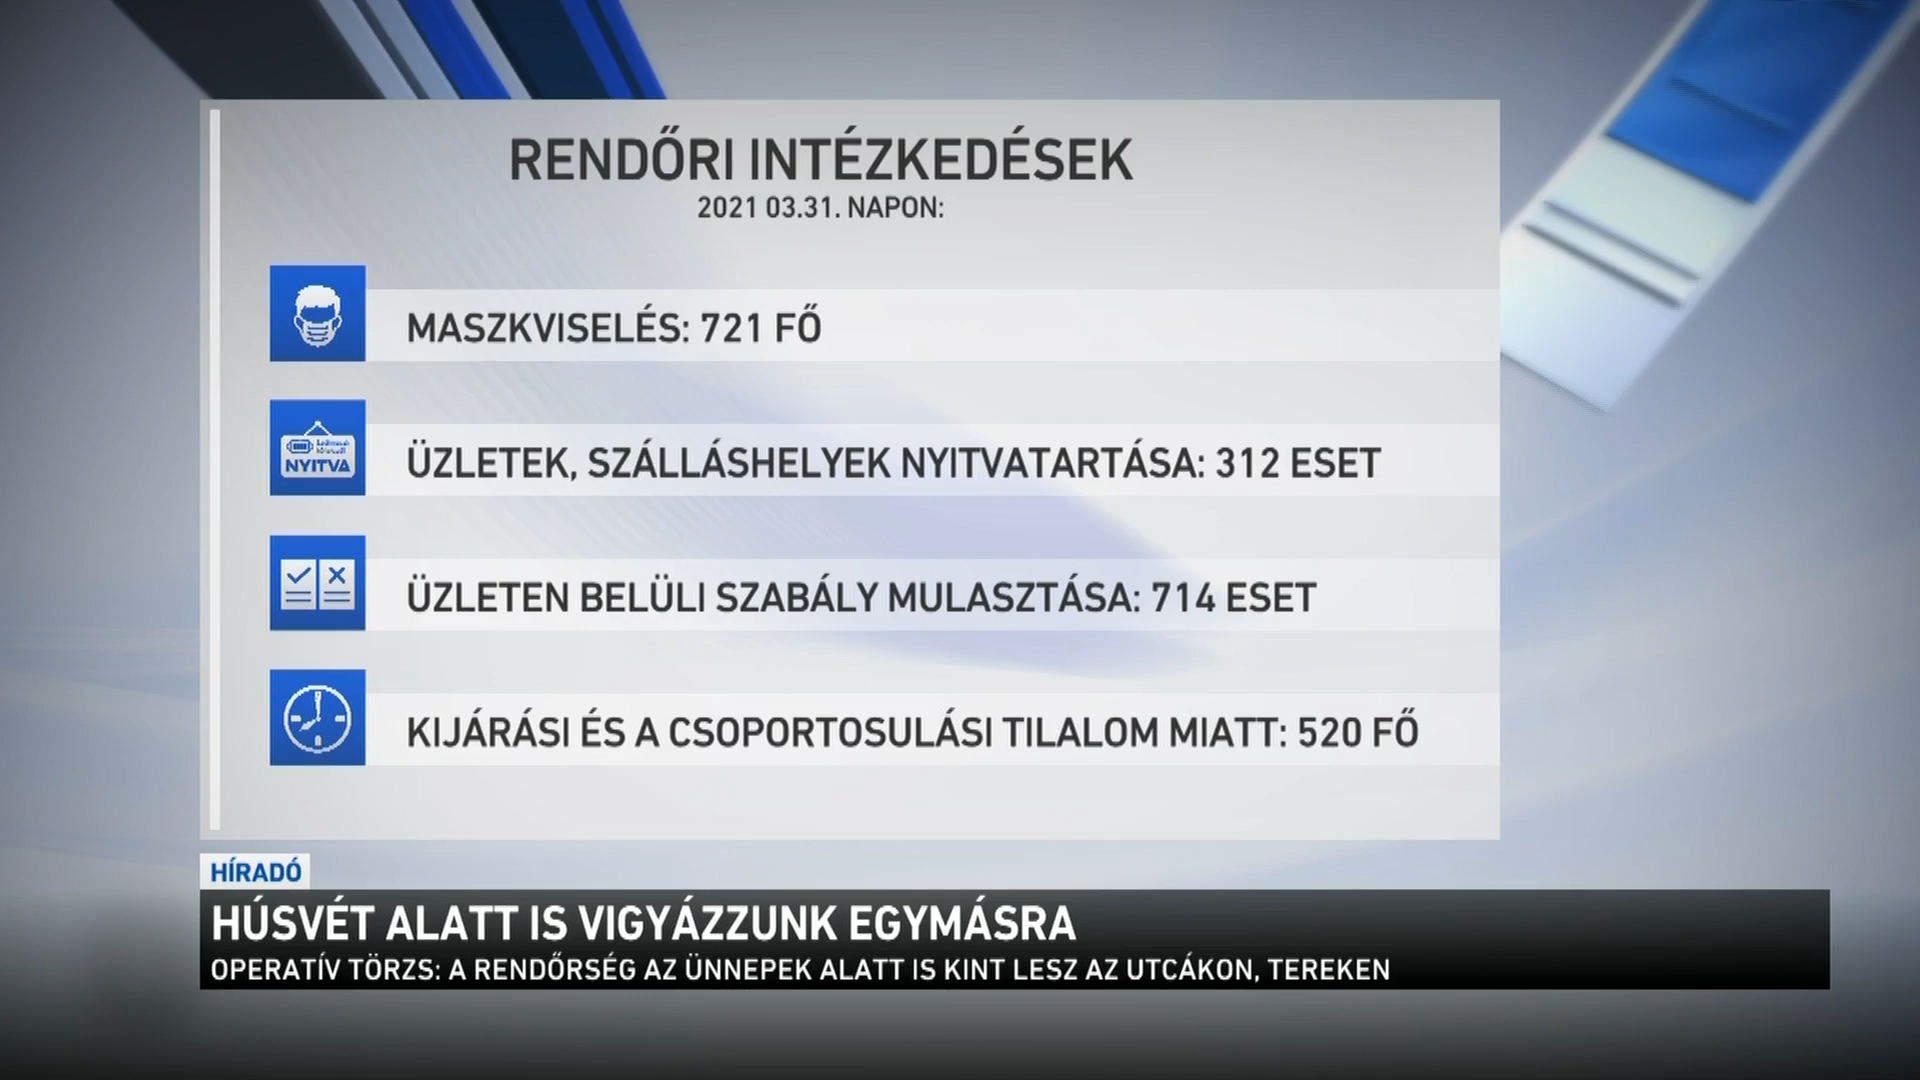 RENDŐRI INTÉZKEDÉSEK
2021 03.31. NAPON:
MASZKVISELÉS: 721 FŐ
NYITVA
ÜZLETEK, SZÁLLÁSHELYEK NYITVATARTÁSA: 312 ESET
ÜZLETEN BELÜLI SZABÁLY MULASZTÁSA: 714 ESET
KIJÁRÁSI ÉS A CSOPORTOSULÁSI TILALOM MIATT: 520 FŐ
HÍRADÓ
HÚSVÉT ALATT IS VIGYÁZZUNK EGYMÁSRA
OPERATÍV TÖRZS: A RENDŐRSÉG AZ ÜNNEPEK ALATT IS KINT LESZ AZ UTCÁKON, TEREKEN